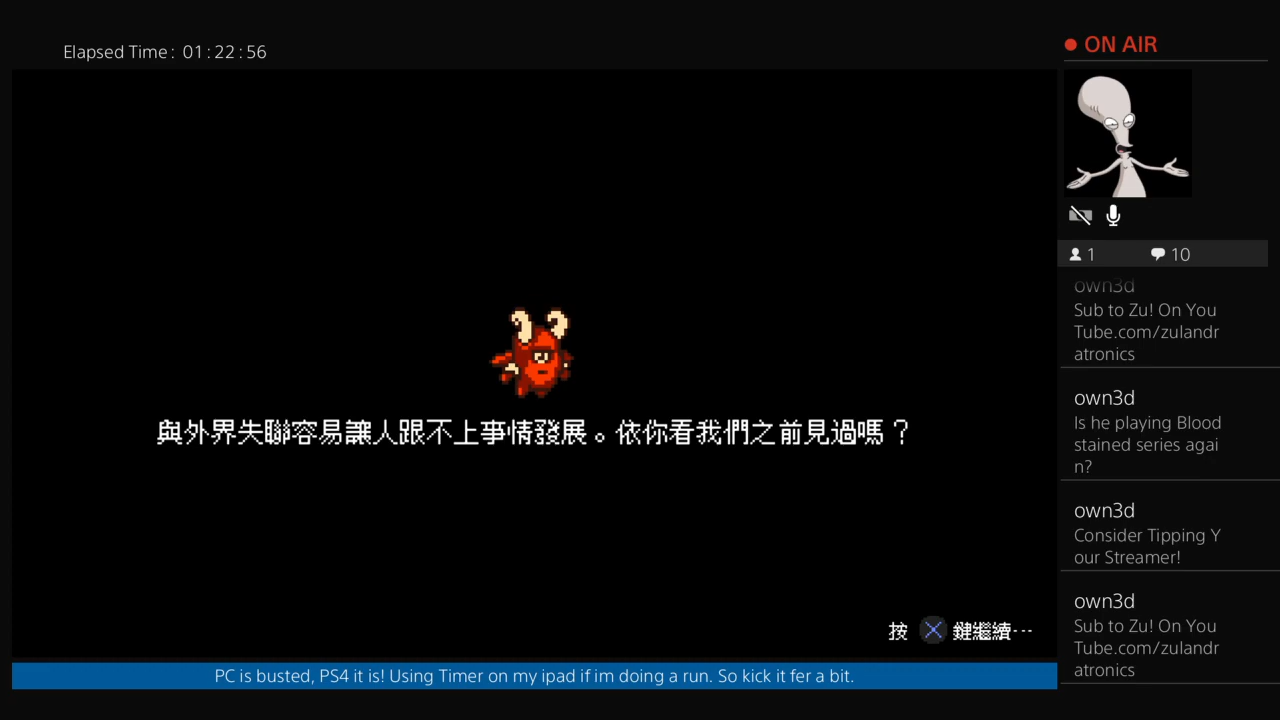 Elapsed Time: 01:22:56
ON AIR
1
10
own3d
Sub to Zu! On You
Tube.com/zulandr
atronics
own3d
Is he playing Blood
stained series agai
n?
own3d
Consider Tipping Y
our Streamer!
own3d
Sub to Zu! On You
Tube.com/zulandr
atronics
與外界失聯容易讓人跟不上事情發展。依你看我們之前見過嗎？
按 鍵繼續…
PC is busted, PS4 it is! Using Timer on my ipad if im doing a run. So kick it fer a bit.